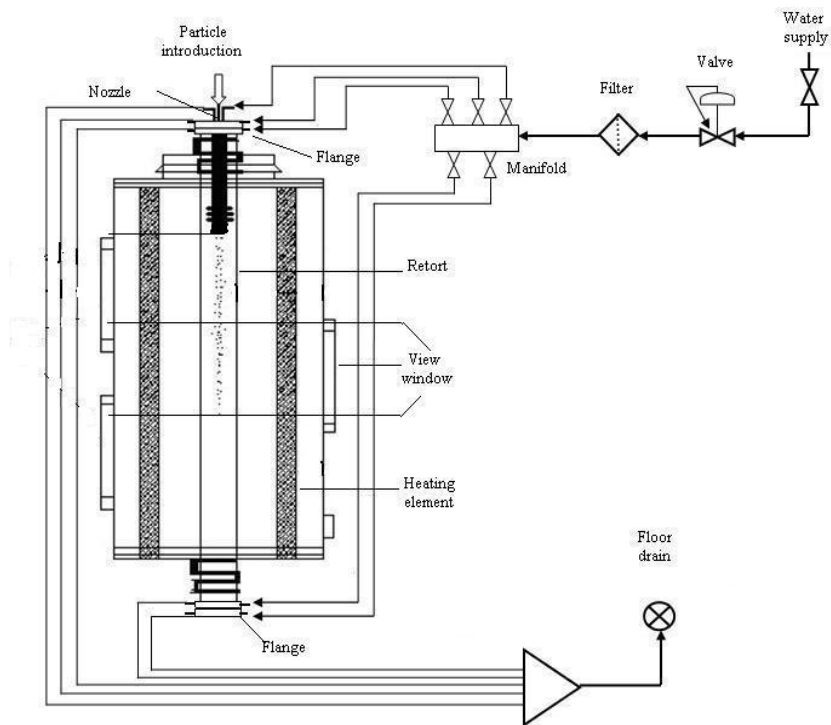 Particle
introduction
Water
supply
Valve
Nozzle
Filter
Flange
Manifold
Retort
View
window
Heating
element
Floor
drain
Flange